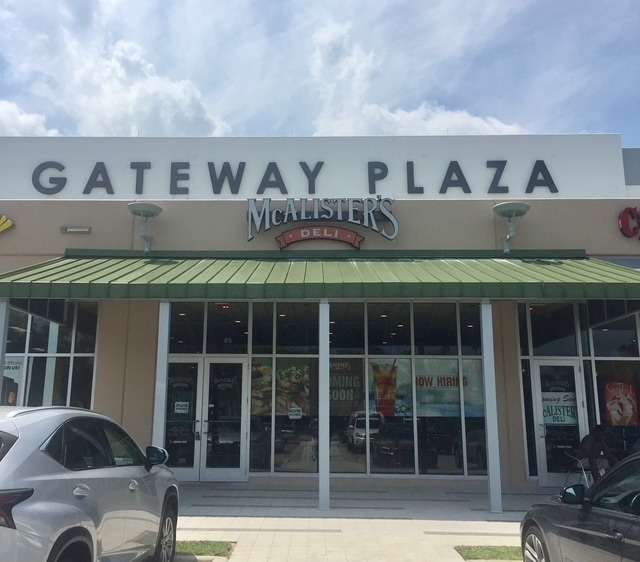 GATEWAY PLAZA
McALISTER'S
DELI
COMING
SOON
NOW HIRING
Coming Soon
McALISTER'S
DELI